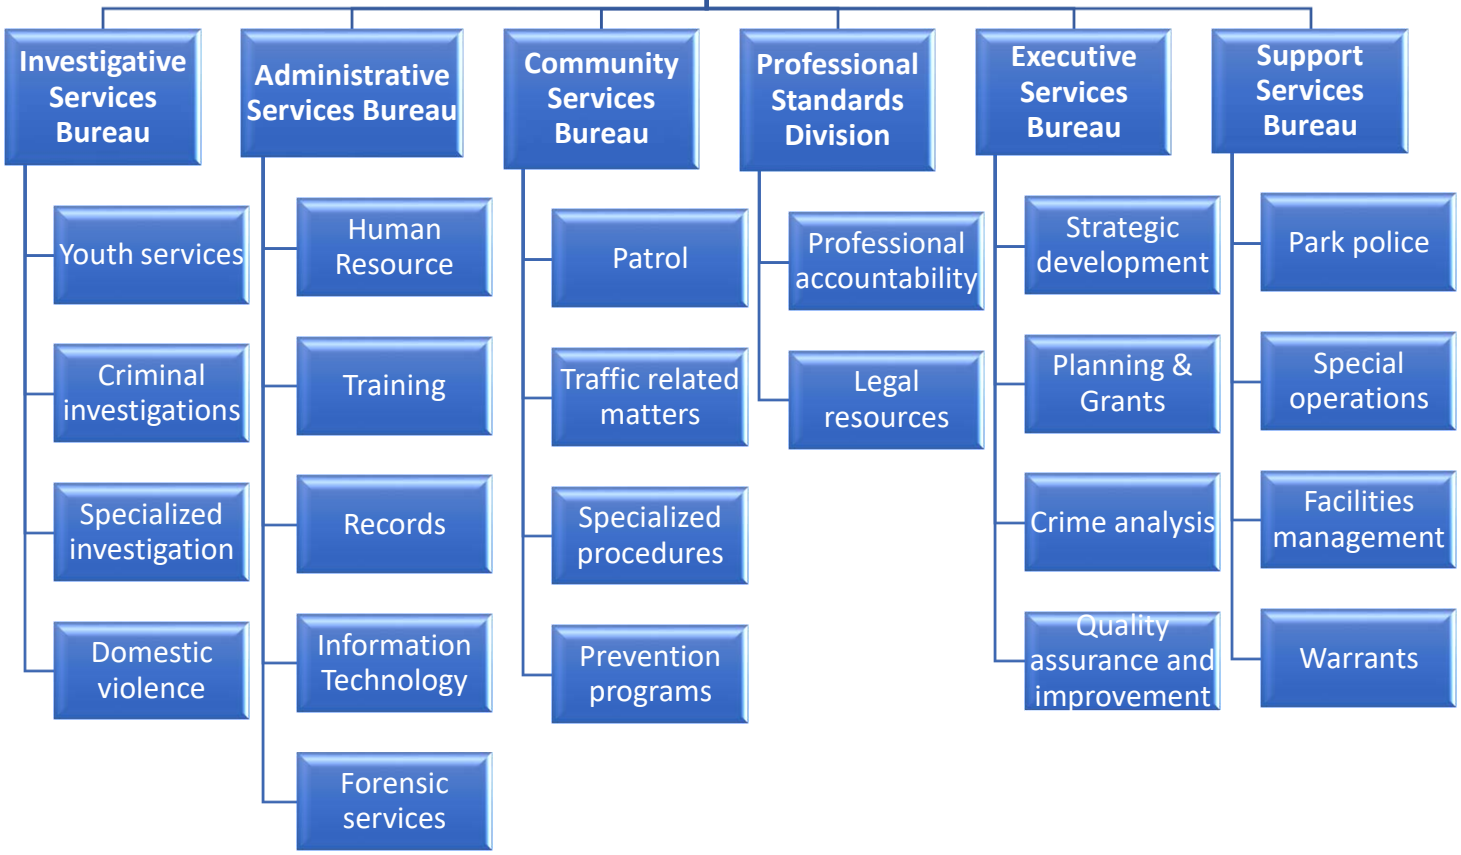 Investigative
Services
Bureau
Youth services
Criminal
investigations
Specialized
investigation
Domestic
violence
Administrative
Services Bureau
Human
Resource
Training
Records
Information
Technology
Forensic
services
Community
Services
Bureau
Patrol
Traffic related
matters
Specialized
procedures
Prevention
programs
Professional
Standards
Division
Professional
accountability
Legal
resources
Executive
Services
Bureau
Strategic
development
Planning &
Grants
Crime analysis
Quality
assurance and
improvement
Support
Services
Bureau
Park police
Special
operations
Facilities
management
Warrants